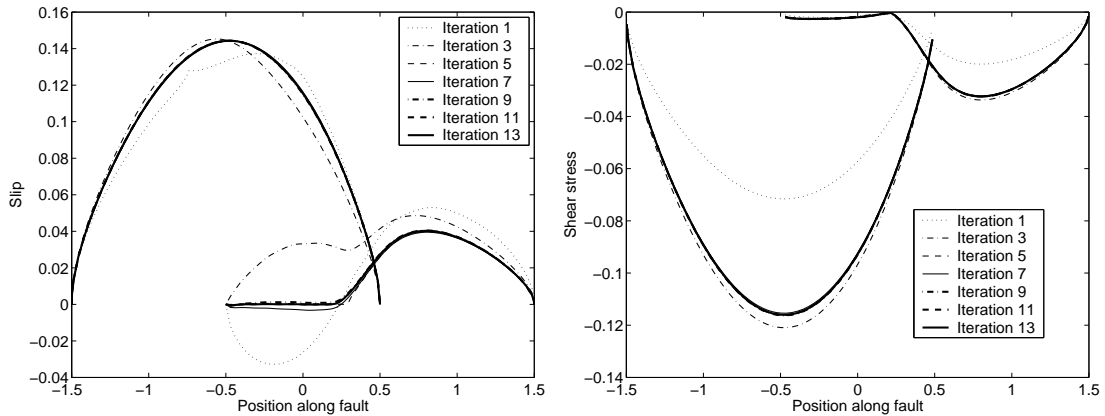 0.16
0.14
0.12
0.1
0.08
0.06
0.04
0.02
0
−0.02
−0.04
Slip
−1.5
−1
−0.5
0
0.5
1
1.5
Position along fault
Iteration 1
Iteration 3
Iteration 5
Iteration 7
Iteration 9
Iteration 11
Iteration 13
0
−0.02
−0.04
−0.06
−0.08
−0.1
−0.12
−0.14
Shear stress
−1.5
−1
−0.5
0
0.5
1
1.5
Position along fault
Iteration 1
Iteration 3
Iteration 5
Iteration 7
Iteration 9
Iteration 11
Iteration 13